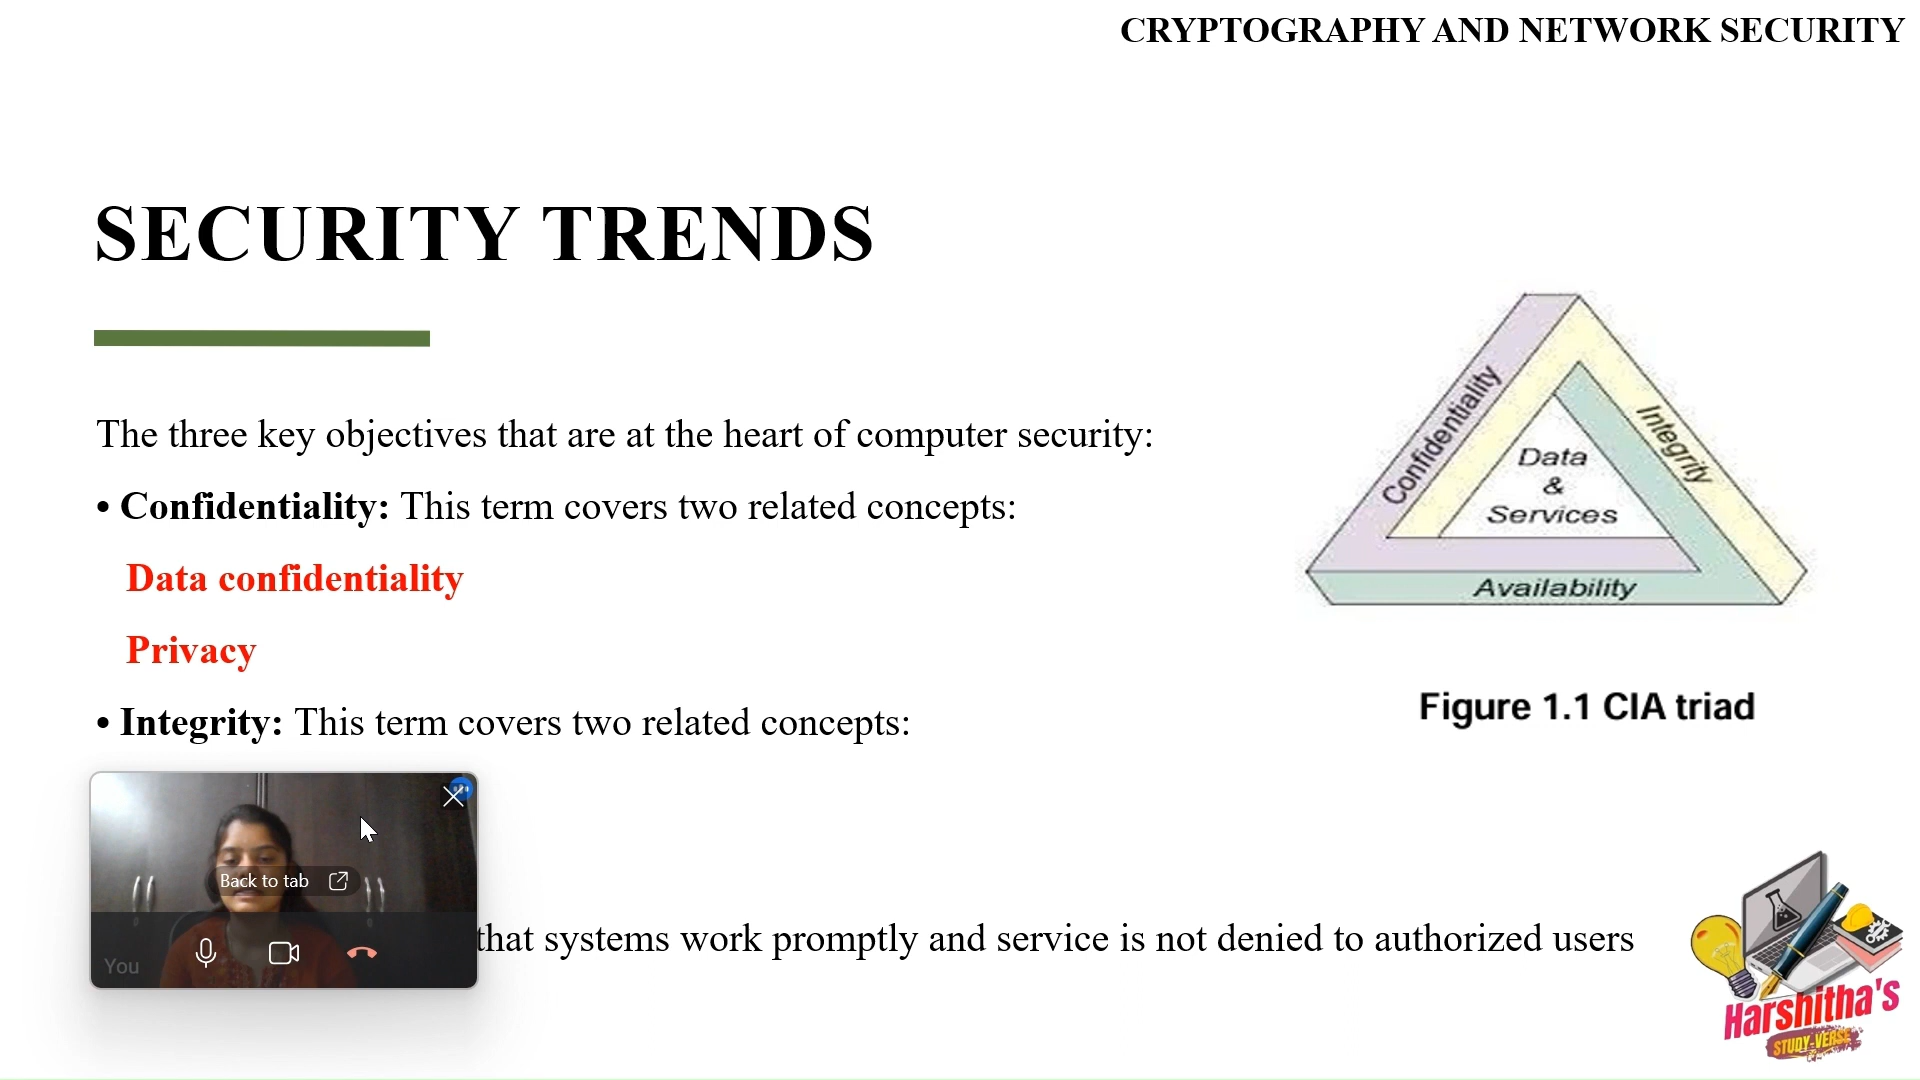 CRYPTOGRAPHY AND NETWORK SECURITY
SECURITY TRENDS
The three key objectives that are at the heart of computer security:
• Confidentiality: This term covers two related concepts:
Data confidentiality
Privacy
• Integrity: This term covers two related concepts:
that systems work promptly and service is not denied to authorized users
Confidentiality
Integrity
Data
&
Services
Availability
Figure 1.1 CIA triad
Back to tab
You
Harshitha's
STUDY-VERSE